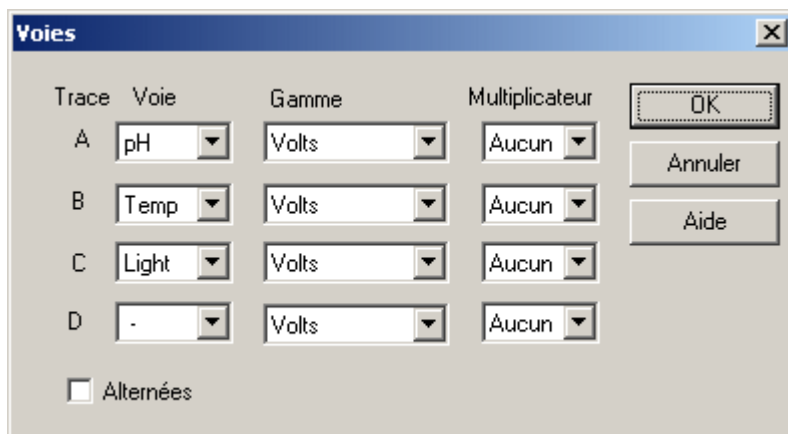 Voies
Trace Voie Gamme Multiplicateur
A pH Volts Aucun
B Temp Volts Aucun
C Light Volts Aucun
D - Volts Aucun
Alternées
OK
Annuler
Aide